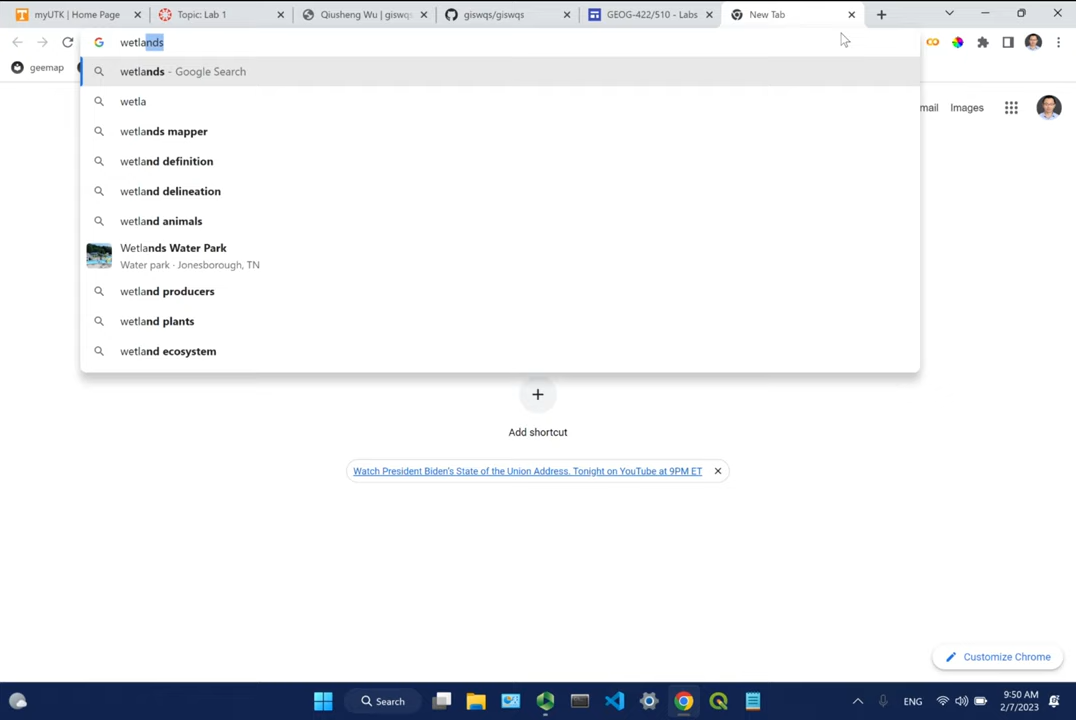 myUTK | Home Page
Topic: Lab 1
Qiusheng Wu | giswqs
giswqs/giswqs
GEOG-422/510 - Labs
New Tab
wetlands
geemap
wetlands - Google Search
wetla
wetlands mapper
wetland definition
wetland delineation
wetland animals
Wetlands Water Park
Water park · Jonesborough, TN
wetland producers
wetland plants
wetland ecosystem
mail
Images
Add shortcut
Watch President Biden's State of the Union Address. Tonight on YouTube at 9PM ET
Customize Chrome
Search
ENG
9:50 AM
2/7/2023